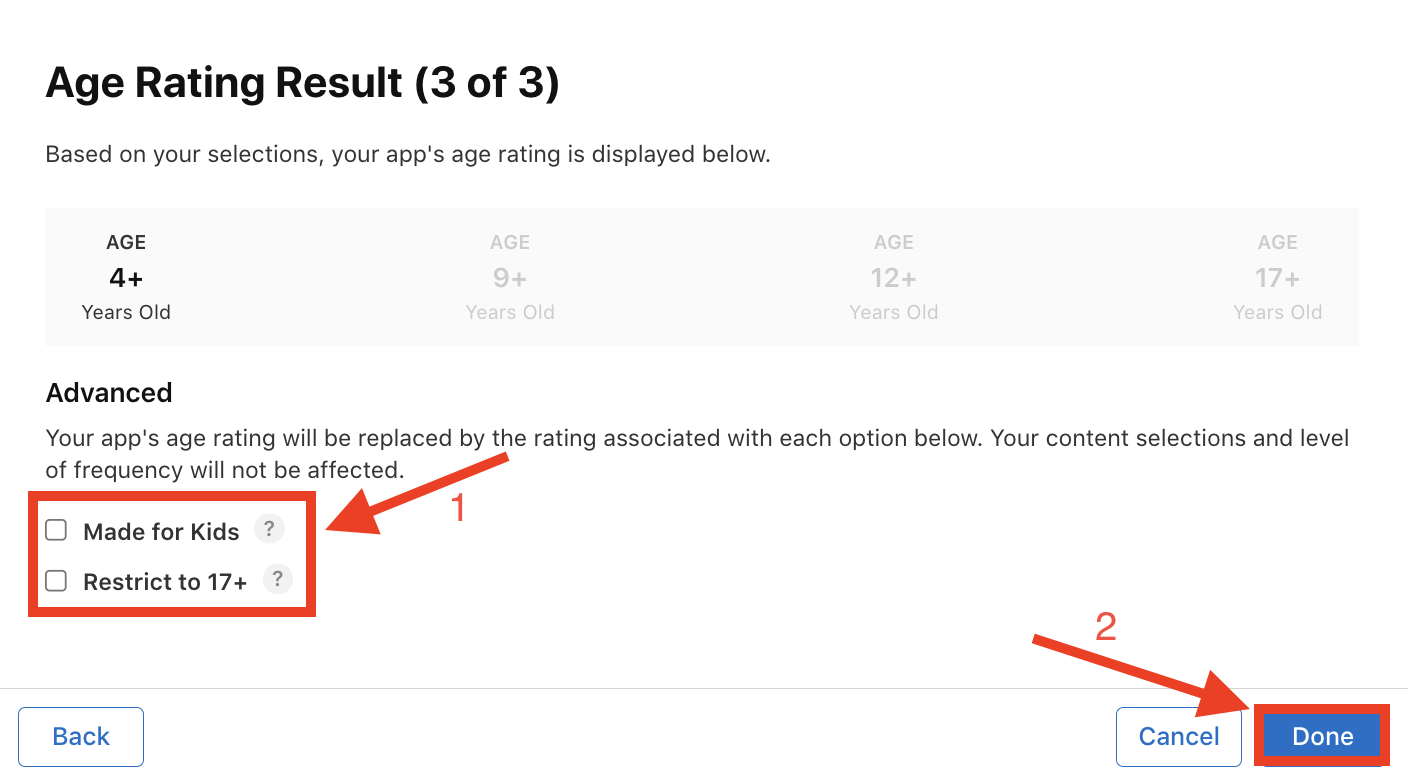 Age Rating Result (3 of 3)
Based on your selections, your app's age rating is displayed below.
AGE
4+
Years Old
AGE
9+
Years Old
AGE
12+
Years Old
AGE
17+
Years Old
Advanced
Your app's age rating will be replaced by the rating associated with each option below. Your content selections and level
of frequency will not be affected.
Made for Kids ?
1
Restrict to 17+ ?
2
Back
Cancel
Done